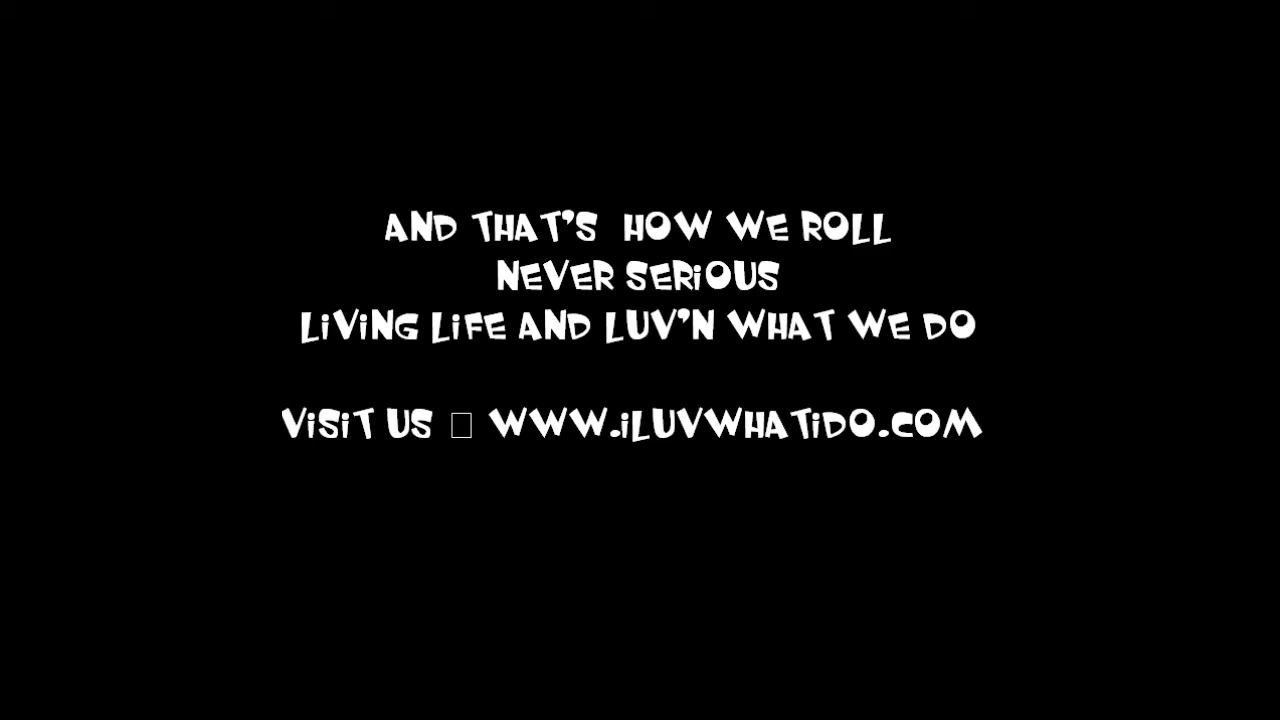 AND THAT'S  HOW WE ROLL
NEVER SERiOUS
LiViNG LiFE AND LUV'N WHAT WE DO
ViSiT US □ WWW.iLUVWHATiDO.COM